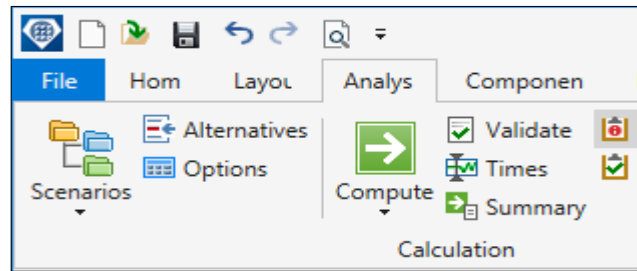 File Hom Layou Analys Componen
Alternatives Validate
Options Times
Scenarios Compute Summary
Calculation